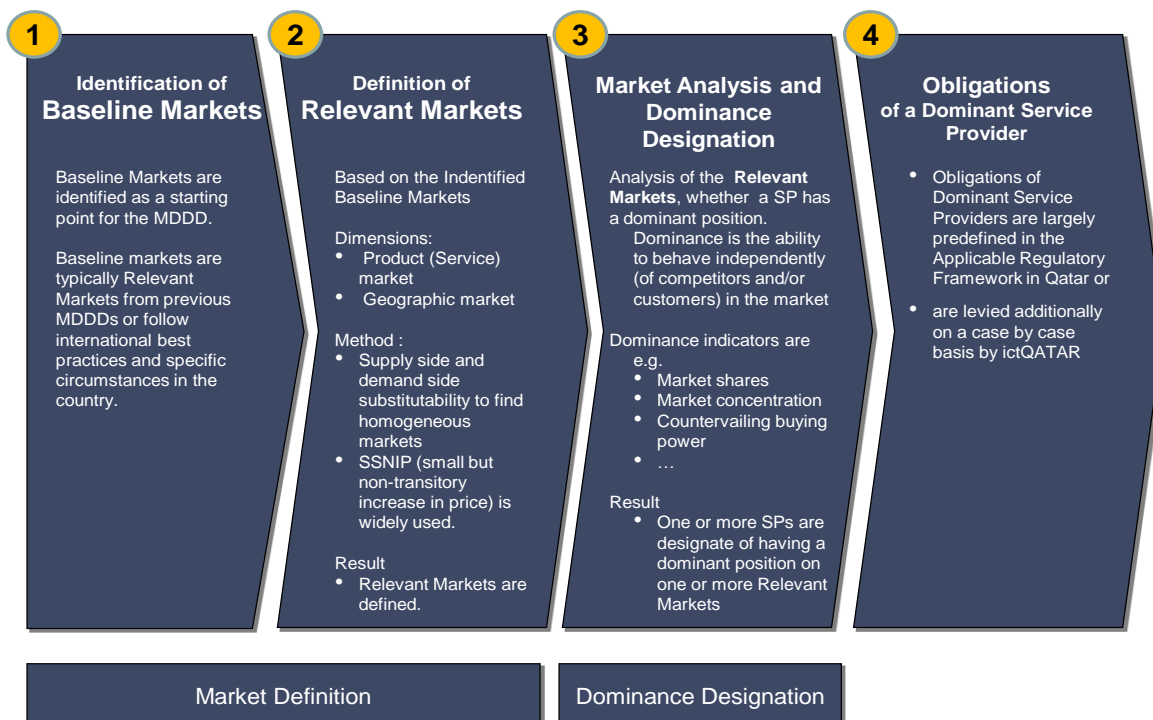 1
Identification of
Baseline Markets
Baseline Markets are
identified as a starting
point for the MDDD.
Baseline markets are
typically Relevant
Markets from previous
MDDDs or follow
international best
practices and specific
circumstances in the
country.
2
Definition of
Relevant Markets
Based on the Indentified
Baseline Markets
Dimensions:
• Product (Service)
market
• Geographic market
Method :
• Supply side and
demand side
substitutability to find
homogeneous
markets
• SSNIP (small but
non-transitory
increase in price) is
widely used.
Result
• Relevant Markets are
defined.
3
Market Analysis and
Dominance
Designation
Analysis of the Relevant
Markets, whether a SP has
a dominant position.
Dominance is the ability
to behave independently
(of competitors and/or
customers) in the market
Dominance indicators are
e.g.
• Market shares
• Market concentration
• Countervailing buying
power
• …
Result
• One or more SPs are
designate of having a
dominant position on
one or more Relevant
Markets
4
Obligations
of a Dominant Service
Provider
• Obligations of
Dominant Service
Providers are largely
predefined in the
Applicable Regulatory
Framework in Qatar or
• are levied additionally
on a case by case
basis by ictQATAR
Market Definition
Dominance Designation